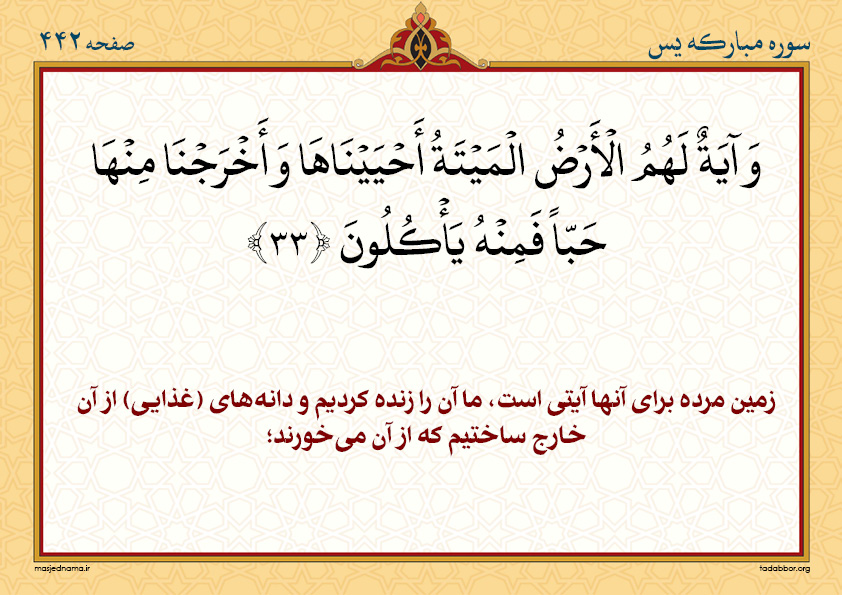 سوره مبارکه یس
صفحه ۴۴۲
وَ آيَةٌ لَهُمُ الْأَرْضُ الْمَيْتَةُ أَحْيَيْنَاهَا وَ أَخْرَجْنَا مِنْهَا
حَبّاً فَمِنْهُ يَأْكُلُونَ ﴿۳۳﴾
زمین مرده برای آنها آیتی است، ما آن را زنده کردیم و دانه‌های (غذایی) از آن
خارج ساختیم که از آن می‌خورند؛
masjednama.ir
tadabbor.org